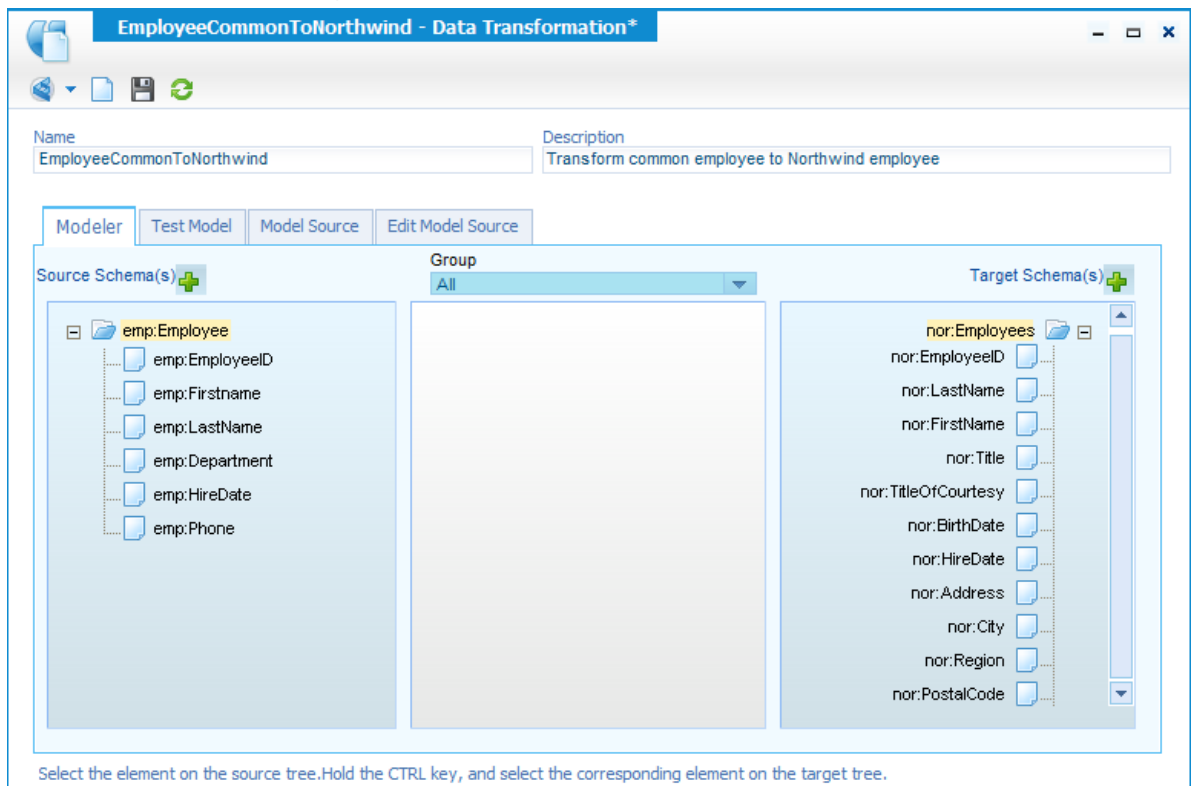 EmployeeCommonToNorthwind - Data Transformation*
Name
Description
EmployeeCommonToNorthwind
Transform common employee to Northwind employee
Modeler
Test Model
Model Source
Edit Model Source
Source Schema(s)
Group
All
Target Schema(s)
emp:Employee
emp:EmployeeID
emp:Firstname
emp:LastName
emp:Department
emp:HireDate
emp:Phone
nor:Employees
nor:EmployeeID
nor:LastName
nor:FirstName
nor:Title
nor:TitleOfCourtesy
nor:BirthDate
nor:HireDate
nor:Address
nor:City
nor:Region
nor:PostalCode
Select the element on the source tree.Hold the CTRL key, and select the corresponding element on the target tree.